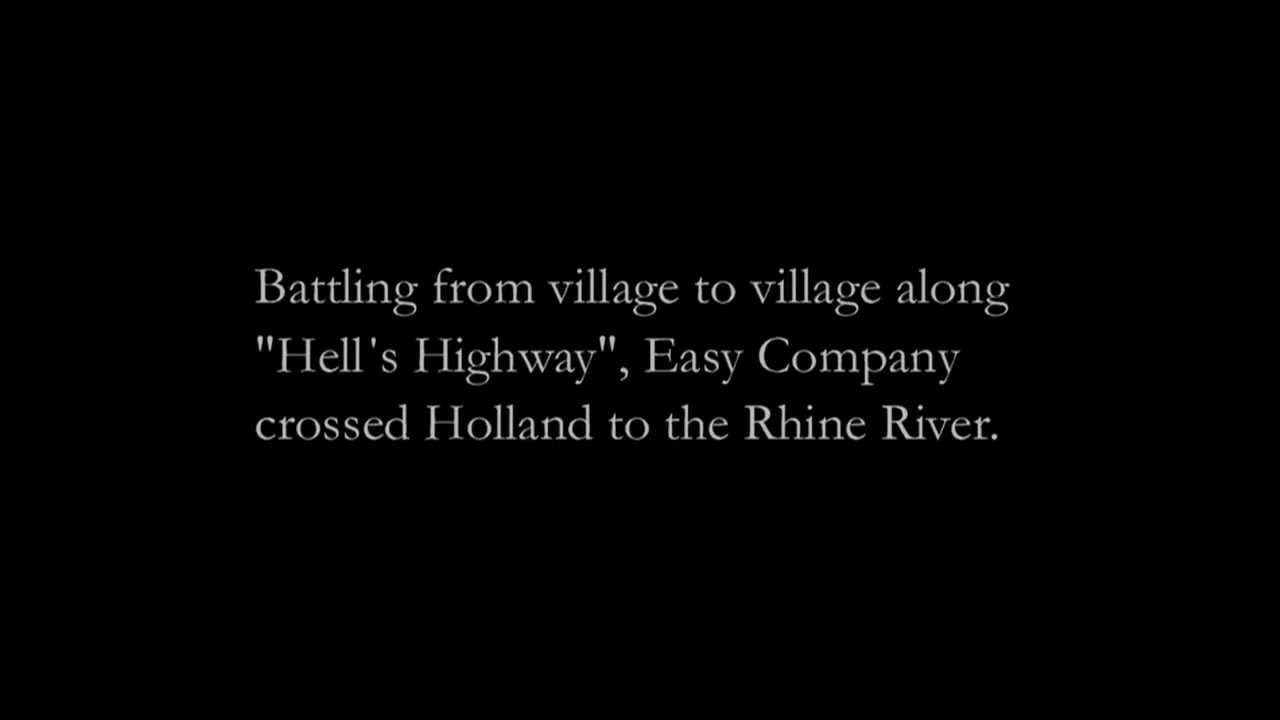 Battling from village to village along
"Hell's Highway", Easy Company
crossed Holland to the Rhine River.